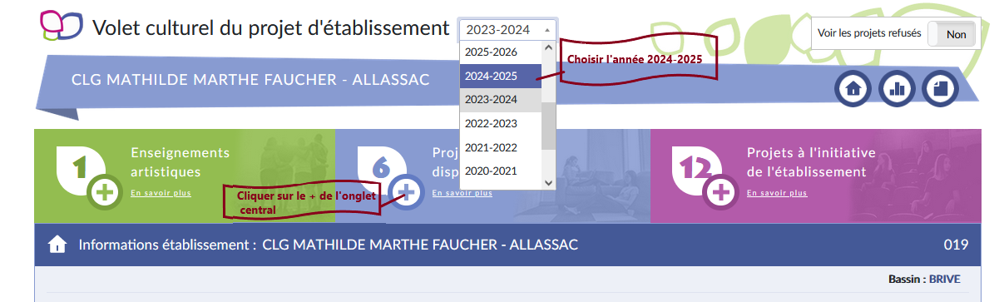 Volet culturel du projet d'établissement
2023-2024
Voir les projets refusés
Non
2025-2026
2024-2025
2023-2024
2022-2023
2021-2022
2020-2021
Choisir l'année 2024-2025
CLG MATHILDE MARTHE FAUCHER - ALLASSAC
1
Enseignements
artistiques
En savoir plus
6
Proj
disp
En savoir plus
12
Projets à l'initiative
de l'établissement
En savoir plus
Cliquer sur le + de l'onglet
central
Informations établissement : CLG MATHILDE MARTHE FAUCHER - ALLASSAC
019
Bassin : BRIVE